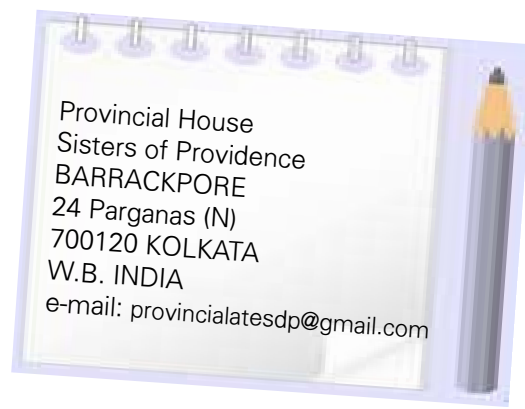 Provincial House
Sisters of Providence
BARRACKPORE
24 Parganas (N)
700120 KOLKATA
W.B. INDIA
e-mail: provincialatesdp@gmail.com